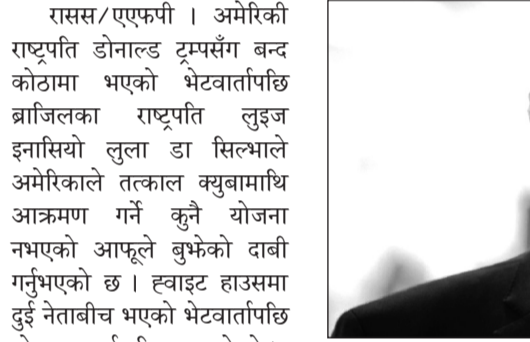 रासस/एएफपी । अमेरिकी
राष्ट्रपति डोनाल्ड ट्रम्पसँग बन्द
कोठामा भएको भेटवार्तापछि
ब्राजिलका राष्ट्रपति लुइज
इनासियो लुला डा सिल्भाले
अमेरिकाले तत्काल क्युबामाथि
आक्रमण गर्ने कुनै योजना
नभएको आफूले बुझेको दाबी
गर्नुभएको छ । ह्वाइट हाउसमा
दुई नेताबीच भएको भेटवार्तापछि